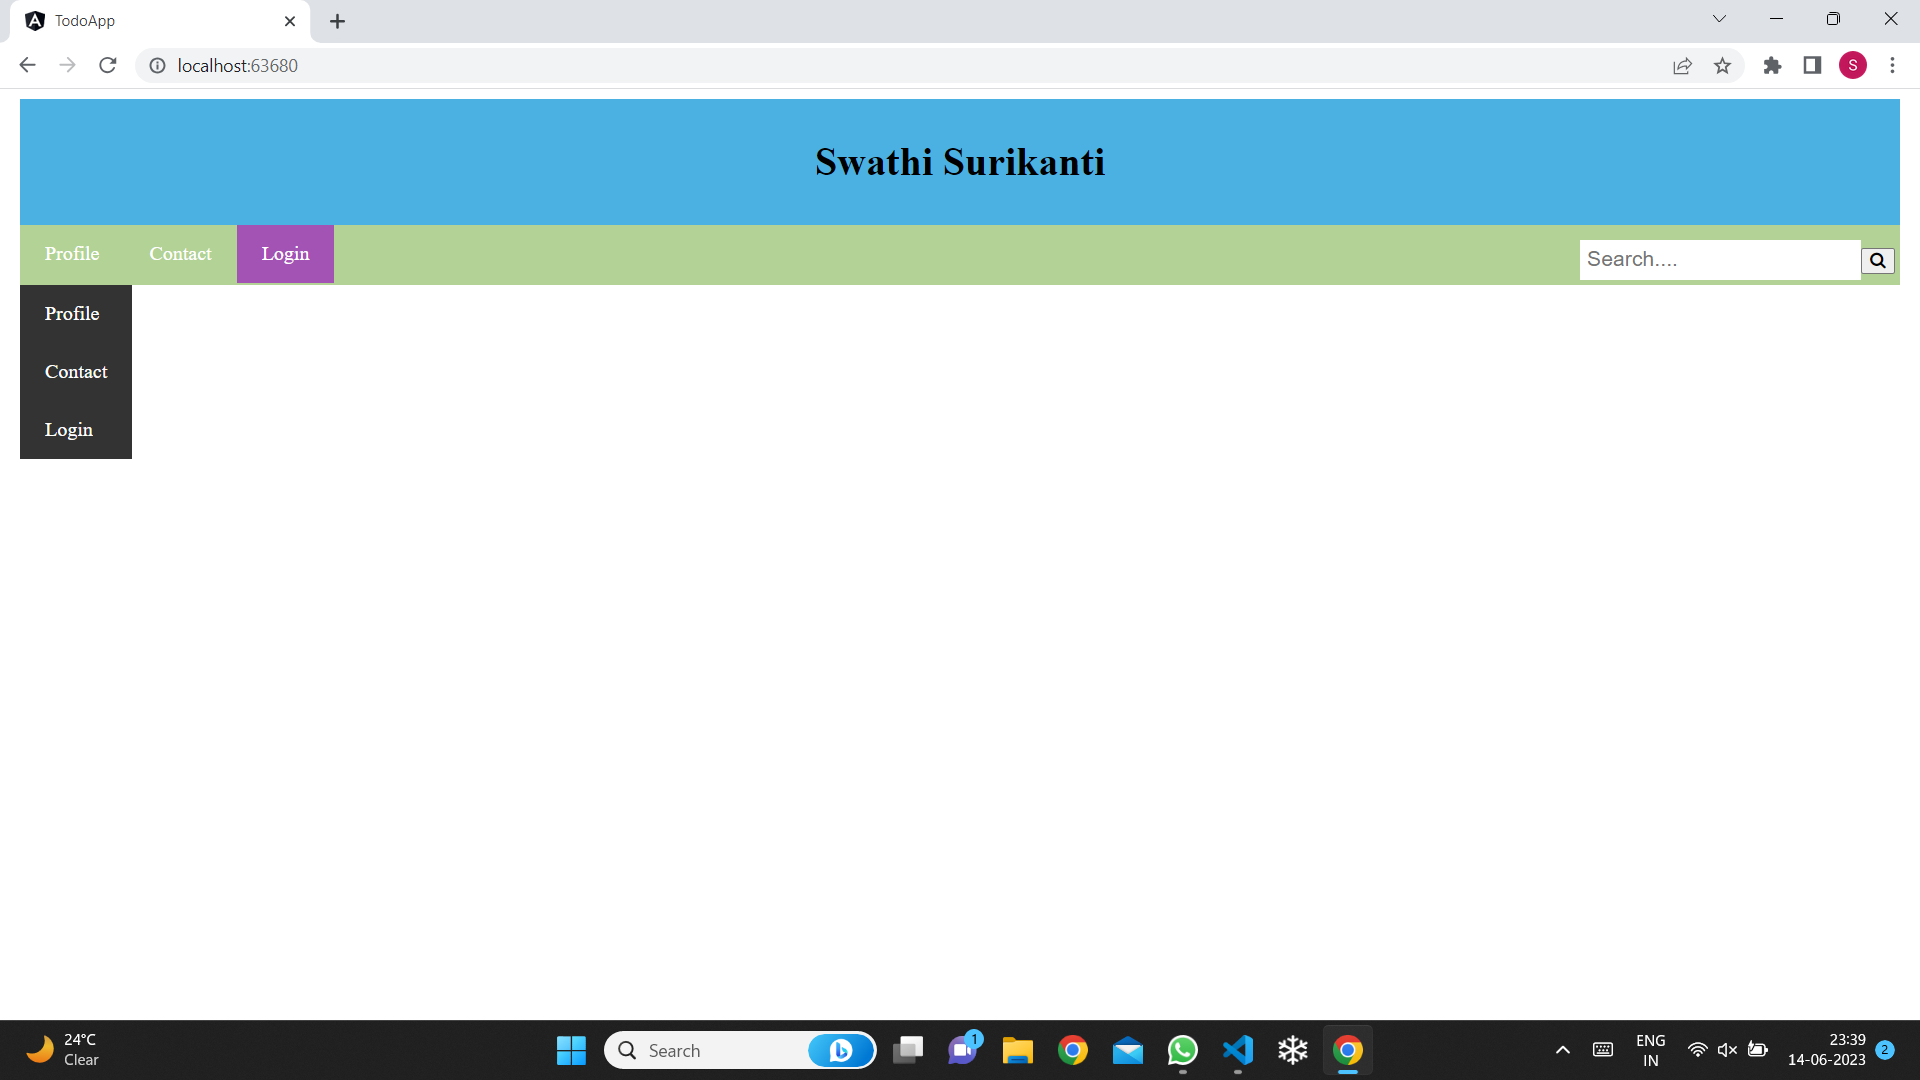 TodoApp
localhost:63680
S
Swathi Surikanti
Profile Contact Login Search....
Profile
Contact
Login
24°C
Clear
Search
1
ENG
IN
23:39
14-06-2023
2